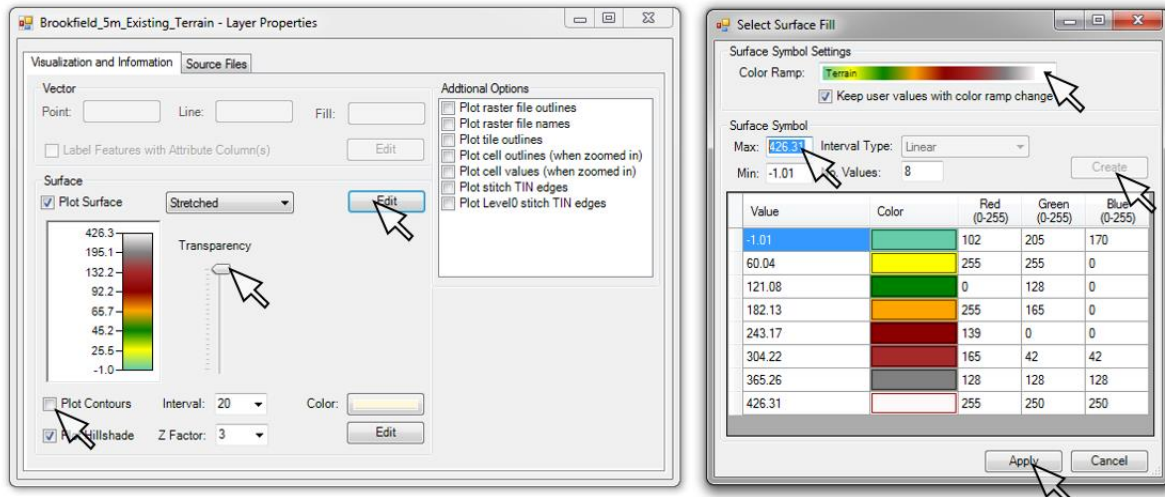 Brookfield_5m_Existing_Terrain - Layer Properties
Visualization and Information
Source Files
Vector
Point:
Line:
Fill:
Label Features with Attribute Column(s)
Edit
Surface
Plot Surface
Stretched
Edit
426.3
195.1
132.2
92.2
65.7
45.2
25.5
-1.0
Transparency
Plot Contours
Interval: 20
Color:
Hillshade
Z Factor: 3
Edit
Addtional Options
Plot raster file outlines
Plot raster file names
Plot tile outlines
Plot cell outlines (when zoomed in)
Plot cell values (when zoomed in)
Plot stitch TIN edges
Plot Level0 stitch TIN edges
Select Surface Fill
Surface Symbol Settings
Color Ramp: Terrain
Keep user values with color ramp change
Surface Symbol
Max: 426.31 Interval Type: Linear
Min: -1.01 Values: 8
Create
Value Color Red (0-255) Green (0-255) Blue (0-255)
-1.01 102 205 170
60.04 255 255 0
121.08 0 128 0
182.13 255 165 0
243.17 139 0 0
304.22 165 42 42
365.26 128 128 128
426.31 255 250 250
Apply Cancel